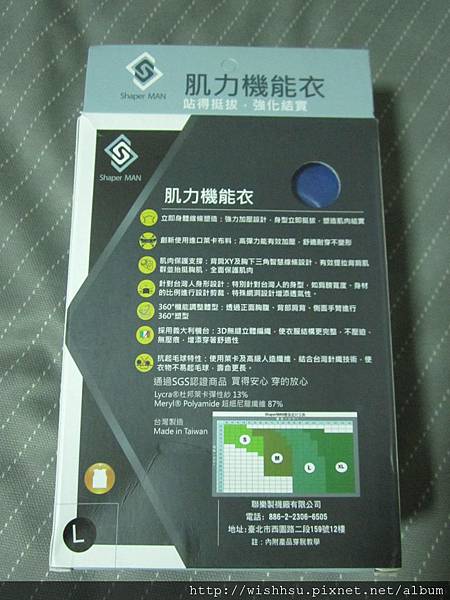 Shaper MAN
肌力機能衣
站得挺拔，強化結實
Shaper MAN
肌力機能衣
立即身體線條塑造：強力加壓設計，身型立即挺拔，塑造肌肉結實
創新使用進口萊卡布料：高彈力能有效加壓，舒適耐穿不變形
肌肉保護支撐：背闊XY及胸下三角智慧線條設計，有效提拉背闊肌
群並抬挺胸肌，全面保護肌肉
針對台灣人身形設計：特別針對台灣人的身型，如肩膀寬度、身材
的比例進行設計剪裁，特殊網洞設計增添透氣性。
360°機能調整體型：透過正面胸腹、背部肩胛、側面手臂進行
360°塑型
採用義大利機台：3D無縫立體編織，使衣服結構更完整，不壓迫、
無壓痕，增添穿著舒適性
抗起毛球特性：使用萊卡及高級人造纖維，結合台灣針織技術，使
衣物不易起毛球，壽命更長。
通過SGS認證商品 買得安心 穿的放心
Lycra®杜邦萊卡彈性紗 13%
Meryl® Polyamide 超細尼龍纖維 87%
台灣製造
Made in Taiwan
S
M
L
XL
聯樂製襪廠有限公司
電話：886-2-2306-6505
地址：臺北市西園路二段159號12樓
註：內附產品穿脫教學
L
http://wishhsu.pixnet.net/album